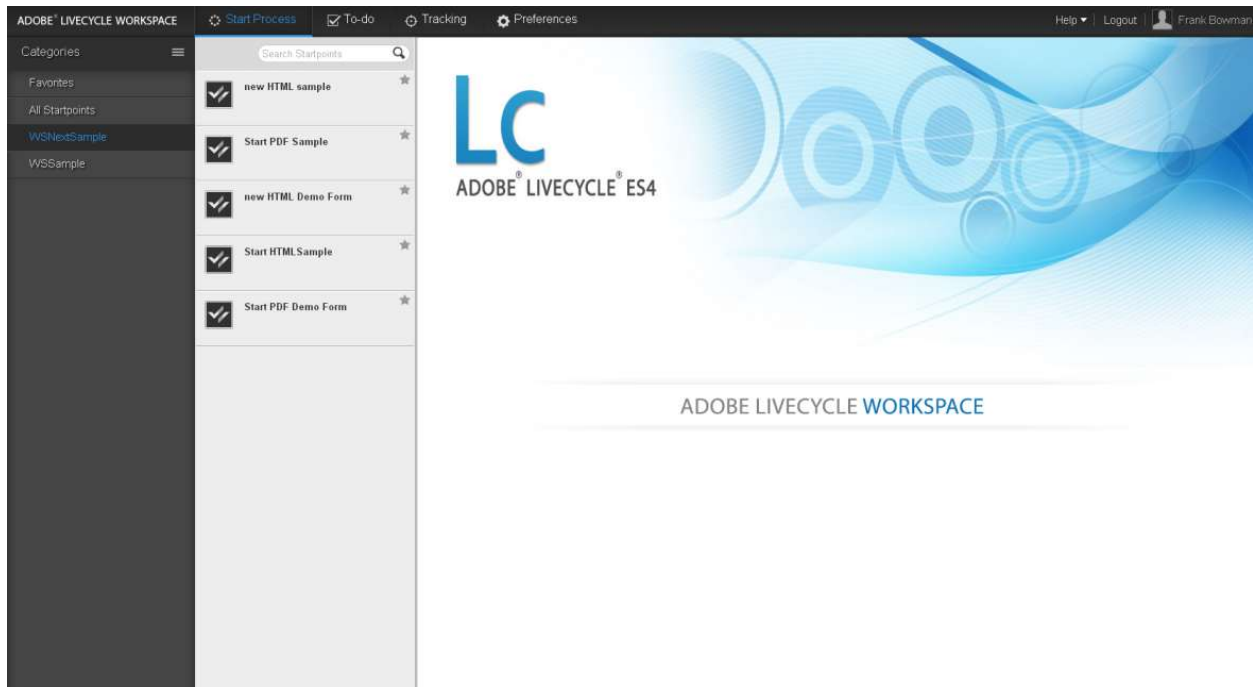 ADOBE® LIVECYCLE WORKSPACE
Start Process
To-do
Tracking
Preferences
Help
Logout
Frank Bowman
Categories
Favorites
All Startpoints
WSNextSample
WSSample
Search Startpoints
new HTML sample
Start PDF Sample
new HTML Demo Form
Start HTMLSample
Start PDF Demo Form
Lc
ADOBE® LIVECYCLE® ES4
ADOBE LIVECYCLE WORKSPACE